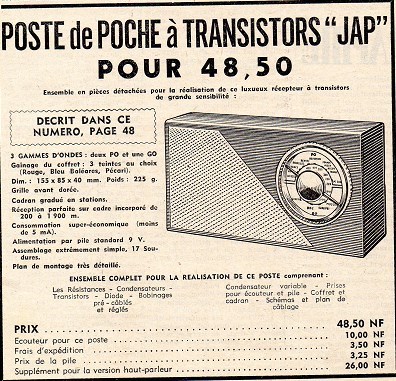 POSTE de POCHE à TRANSISTORS "JAP"
POUR 48,50
Ensemble en pièces détachées pour la réalisation de ce luxueux récepteur à transistors
de grande sensibilité :
DECRIT DANS CE
NUMERO, PAGE 48
3 GAMMES D'ONDES : deux PO et une GO
Gainage du coffret : 3 teintes au choix
(Rouge, Bleu Baléares, Pécari).
Dim. : 155 x 85 x 40 mm. Poids : 225 g.
Grille avant dorée.
Cadran gradué en stations.
Réception parfaite sur cadre incorporé de
200 à 1 900 m.
Consommation super-économique (moins
de 5 mA).
Alimentation par pile standard 9 V.
Assemblage extrêmement simple, 17 Sou-
dures.
Plan de montage très détaillé.
PO
GO
ENSEMBLE COMPLET POUR LA REALISATION DE CE POSTE comprenant :
Les Résistances - Condensateurs -
Transistors - Diode - Bobinages
pré-câblés
et réglés
Condensateur variable - Prises
pour écouteur et pile - Coffret et
cadran - Schémas et plan de
câblage
PRIX 48,50 NF
Ecouteur pour ce poste 10,00 NF
Frais d'expédition 3,50 NF
Prix de la pile 3,25 NF
Supplément pour la version haut-parleur 26,00 NF